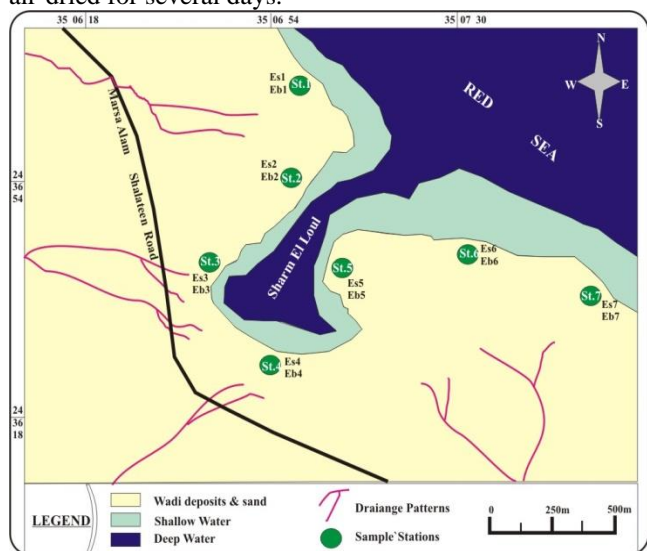 air dried for several days.
35 06 18
35 06 54
35 07 30
24
36
54
24
36
18
N
W E
S
RED
SEA
Marsa Alam
Shalateen Road
Sharm El Loul
Es1
Eb1
St.1
Es2
Eb2
St.2
St.3
Es3
Eb3
St.4
Es4
Eb4
St.5
Es5
Eb5
St.6
Es6
Eb6
St.7
Es7
Eb7
LEGEND
Wadi deposits & sand
Shallow Water
Deep Water
Draiange Patterns
Sample`Stations
0 250m 500m